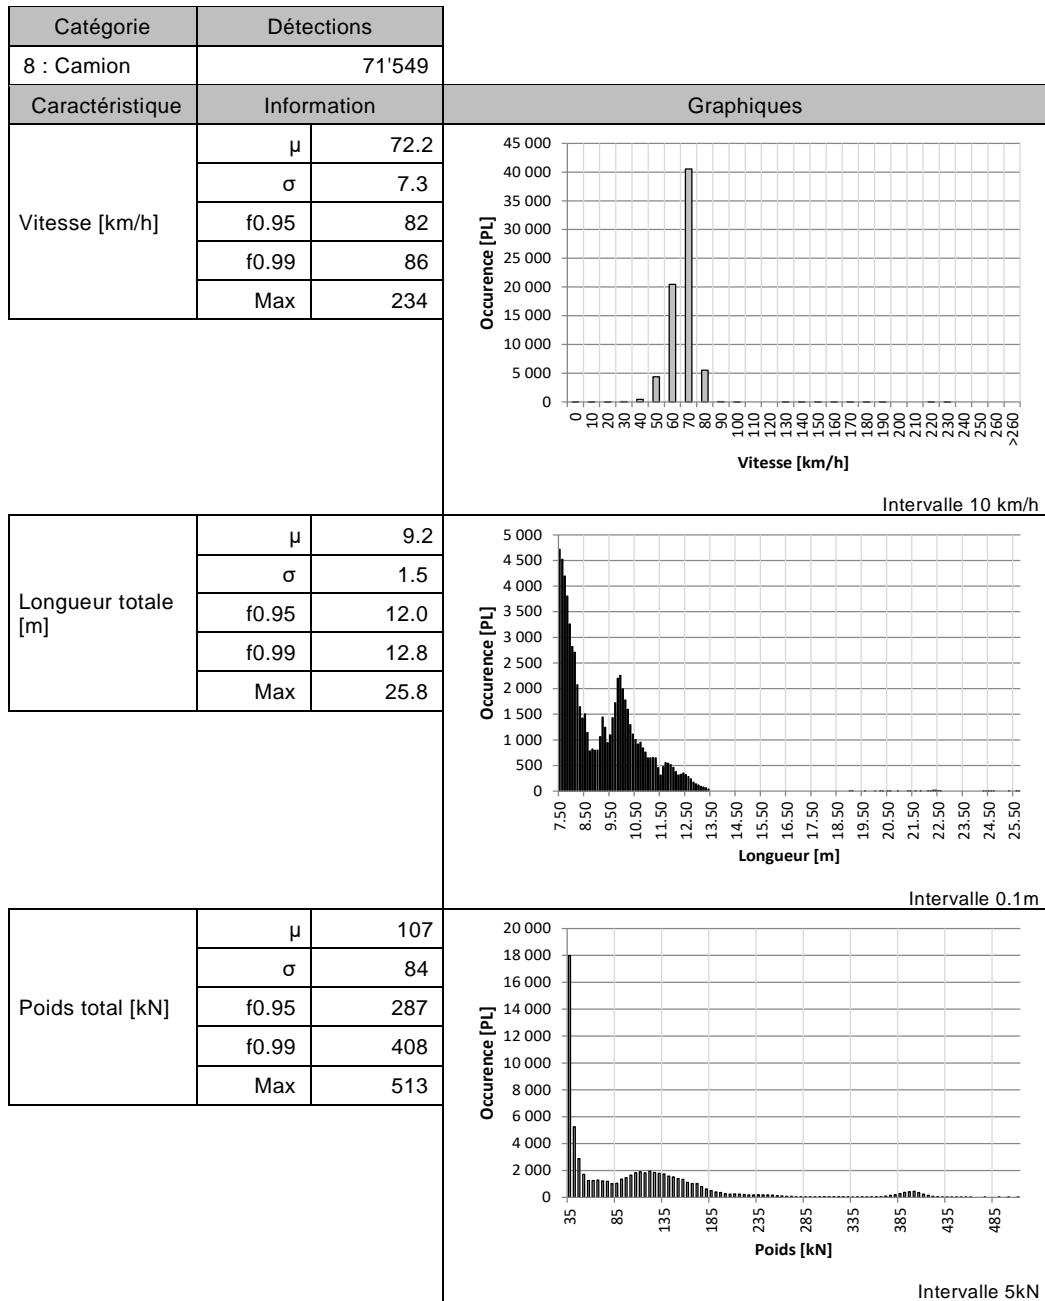 Catégorie Détections
8 : Camion 71'549
Caractéristique Information Graphiques
Vitesse [km/h]
µ 72.2
σ 7.3
f0.95 82
f0.99 86
Max 234
45 000
40 000
35 000
30 000
25 000
20 000
15 000
10 000
5 000
0
Occurence [PL]
0 10 20 30 40 50 60 70 80 90 100 110 120 130 140 150 160 170 180 190 200 210 220 230 240 250 260 >260
Vitesse [km/h]
Intervalle 10 km/h
Longueur totale
[m]
µ 9.2
σ 1.5
f0.95 12.0
f0.99 12.8
Max 25.8
5 000
4 500
4 000
3 500
3 000
2 500
2 000
1 500
1 000
500
0
Occurence [PL]
7.50 8.50 9.50 10.50 11.50 12.50 13.50 14.50 15.50 16.50 17.50 18.50 19.50 20.50 21.50 22.50 23.50 24.50 25.50
Longueur [m]
Intervalle 0.1m
Poids total [kN]
µ 107
σ 84
f0.95 287
f0.99 408
Max 513
20 000
18 000
16 000
14 000
12 000
10 000
8 000
6 000
4 000
2 000
0
Occurence [PL]
35 85 135 185 235 285 335 385 435 485
Poids [kN]
Intervalle 5kN